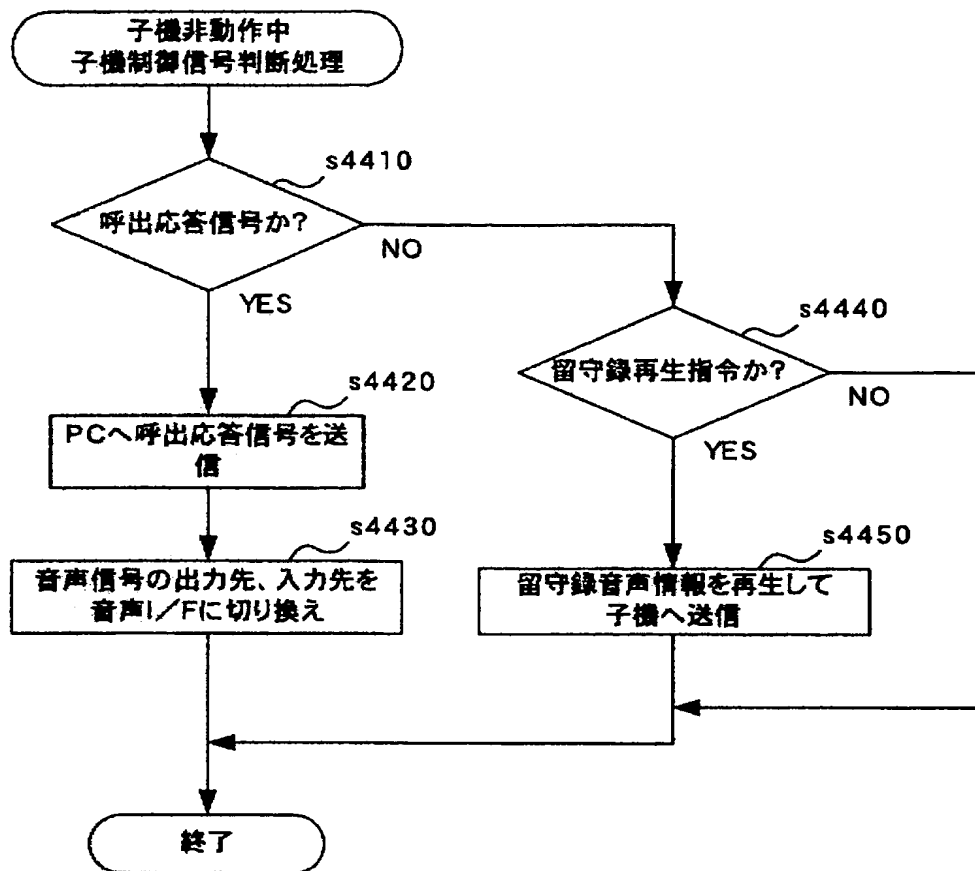 子機非動作中
子機制御信号判断処理
s4410
呼出応答信号か?
NO
YES
s4440
留守録再生指令か?
NO
YES
s4420
PCへ呼出応答信号を送
信
s4430
音声信号の出力先、入力先を
音声I/Fに切り換え
s4450
留守録音声情報を再生して
子機へ送信
終了